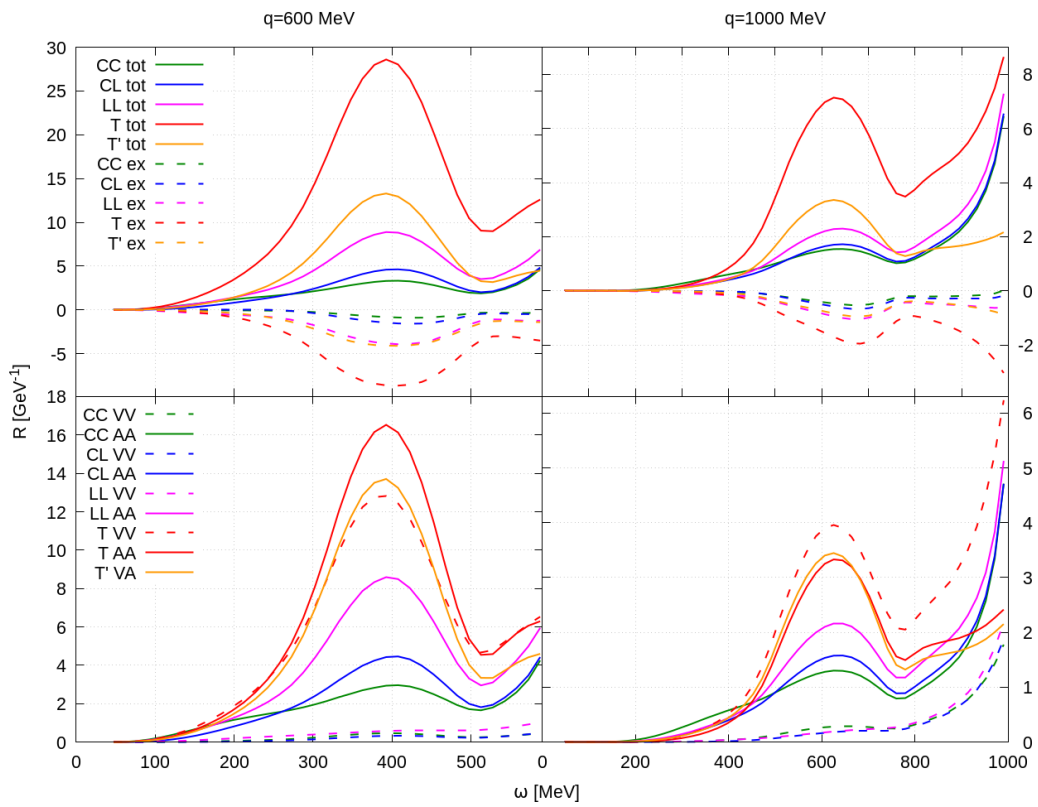 q=600 MeV
q=1000 MeV
30
25
20
15
10
5
0
-5
CC tot
CL tot
LL tot
T tot
T' tot
CC ex
CL ex
LL ex
T ex
T' ex
8
6
4
2
0
-2
R [GeV-1]
18
16
14
12
10
8
6
4
2
0
CC VV
CC AA
CL VV
CL AA
LL VV
LL AA
T VV
T AA
T' VA
6
5
4
3
2
1
0
0 100 200 300 400 500 0 200 400 600 800 1000
ω [MeV]